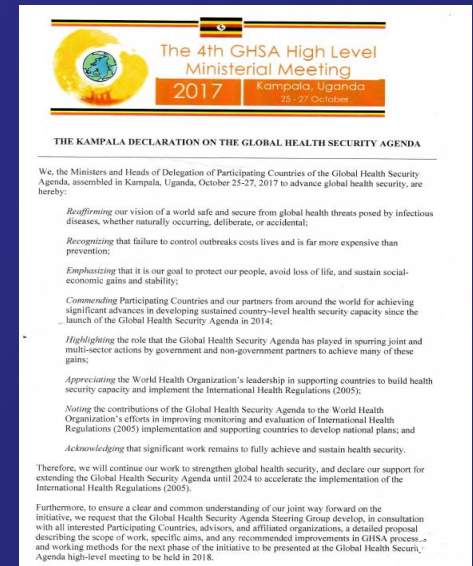 The 4th GHSA High Level
Ministerial Meeting
2017
Kampala, Uganda
25 - 27 October
THE KAMPALA DECLARATION ON THE GLOBAL HEALTH SECURITY AGENDA
We, the Ministers and Heads of Delegation of Participating Countries of the Global Health Security
Agenda, assembled in Kampala, Uganda, October 25-27, 2017 to advance global health security, are
hereby:
Reaffirming our vision of a world safe and secure from global health threats posed by infectious
diseases, whether naturally occurring, deliberate, or accidental;
Recognizing that failure to control outbreaks costs lives and is far more expensive than
prevention;
Emphasizing that it is our goal to protect our people, avoid loss of life, and sustain social-
economic gains and stability;
Commending Participating Countries and our partners from around the world for achieving
significant advances in developing sustained country-level health security capacity since the
launch of the Global Health Security Agenda in 2014;
Highlighting the role that the Global Health Security Agenda has played in spurring joint and
multi-sector actions by government and non-government partners to achieve many of these
gains;
Appreciating the World Health Organization's leadership in supporting countries to build health
security capacity and implement the International Health Regulations (2005);
Noting the contributions of the Global Health Security Agenda to the World Health
Organization's efforts in improving monitoring and evaluation of International Health
Regulations (2005) implementation and supporting countries to develop national plans; and
Acknowledging that significant work remains to fully achieve and sustain health security.
Therefore, we will continue our work to strengthen global health security, and declare our support for
extending the Global Health Security Agenda until 2024 to accelerate the implementation of the
International Health Regulations (2005).
Furthermore, to ensure a clear and common understanding of our joint way forward on the
initiative, we request that the Global Health Security Agenda Steering Group develop, in consultation
with all interested Participating Countries, advisors, and affiliated organizations, a detailed proposal
describing the scope of work, specific aims, and any recommended improvements in GHSA process
and working methods for the next phase of the initiative to be presented at the Global Health Securit
Agenda high-level meeting to be held in 2018.